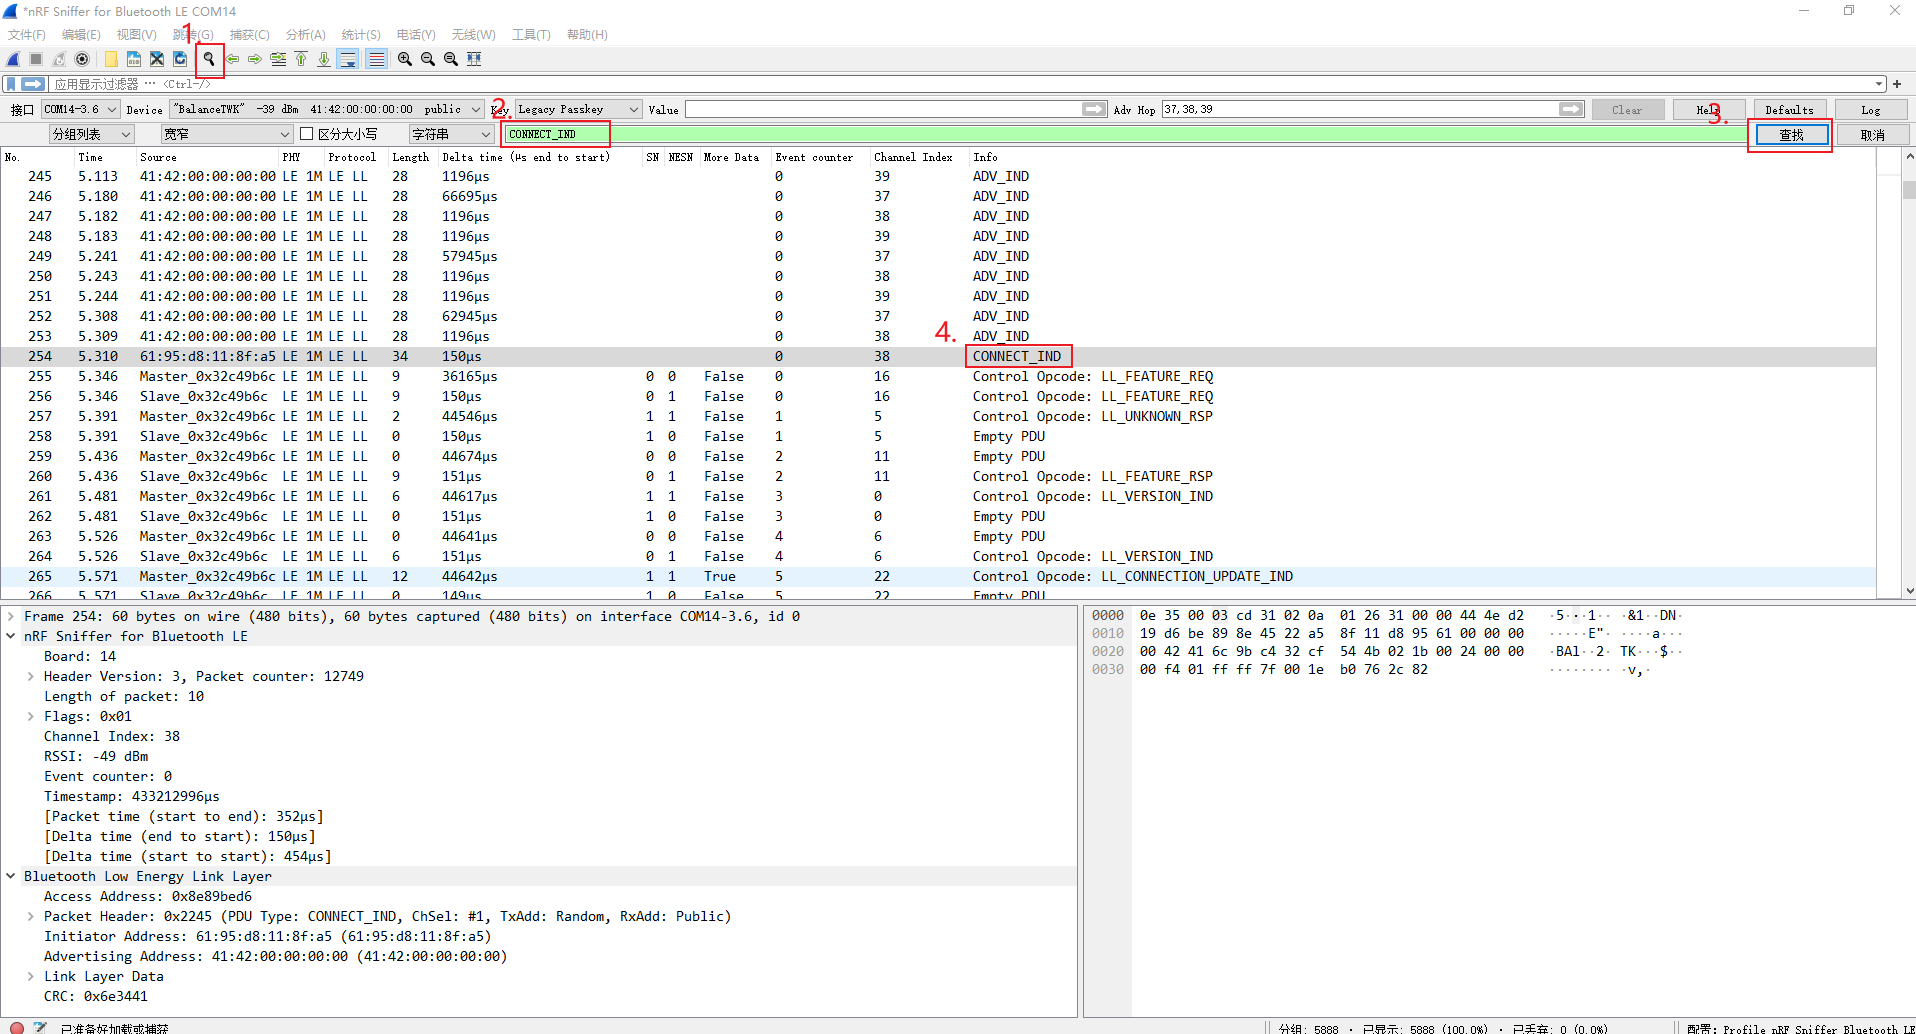 *nRF Sniffer for Bluetooth LE COM14
1.
文件(F) 编辑(E) 视图(V) 跳转(G) 捕获(C) 分析(A) 统计(S) 电话(Y) 无线(W) 工具(T) 帮助(H)
应用显示过滤器 … <Ctrl-/>
接口 COM14-3.6 Device "BalanceTWK" -39 dBm 41:42:00:00:00:00 public Key Legacy Passkey Value Adv Hop 37,38,39 Clear Help Defaults Log
2.
3.
分组列表 宽窄 区分大小写 字符串 CONNECT_IND 查找 取消
No. Time Source PHY Protocol Length Delta time (µs end to start) SN NESN More Data Event counter Channel Index Info
245 5.113 41:42:00:00:00:00 LE 1M LE LL 28 1196µs 0 39 ADV_IND
246 5.180 41:42:00:00:00:00 LE 1M LE LL 28 66695µs 0 37 ADV_IND
247 5.182 41:42:00:00:00:00 LE 1M LE LL 28 1196µs 0 38 ADV_IND
248 5.183 41:42:00:00:00:00 LE 1M LE LL 28 1196µs 0 39 ADV_IND
249 5.241 41:42:00:00:00:00 LE 1M LE LL 28 57945µs 0 37 ADV_IND
250 5.243 41:42:00:00:00:00 LE 1M LE LL 28 1196µs 0 38 ADV_IND
251 5.244 41:42:00:00:00:00 LE 1M LE LL 28 1196µs 0 39 ADV_IND
252 5.308 41:42:00:00:00:00 LE 1M LE LL 28 62945µs 0 37 ADV_IND
253 5.309 41:42:00:00:00:00 LE 1M LE LL 28 1196µs 0 38 ADV_IND
4.
254 5.310 61:95:d8:11:8f:a5 LE 1M LE LL 34 150µs 0 38 CONNECT_IND
255 5.346 Master_0x32c49b6c LE 1M LE LL 9 36165µs 0 0 False 0 16 Control Opcode: LL_FEATURE_REQ
256 5.346 Slave_0x32c49b6c LE 1M LE LL 9 150µs 0 1 False 0 16 Control Opcode: LL_FEATURE_REQ
257 5.391 Master_0x32c49b6c LE 1M LE LL 2 44546µs 1 1 False 1 5 Control Opcode: LL_UNKNOWN_RSP
258 5.391 Slave_0x32c49b6c LE 1M LE LL 0 150µs 1 0 False 1 5 Empty PDU
259 5.436 Master_0x32c49b6c LE 1M LE LL 0 44674µs 0 0 False 2 11 Empty PDU
260 5.436 Slave_0x32c49b6c LE 1M LE LL 9 151µs 0 1 False 2 11 Control Opcode: LL_FEATURE_RSP
261 5.481 Master_0x32c49b6c LE 1M LE LL 6 44617µs 1 1 False 3 0 Control Opcode: LL_VERSION_IND
262 5.481 Slave_0x32c49b6c LE 1M LE LL 0 151µs 1 0 False 3 0 Empty PDU
263 5.526 Master_0x32c49b6c LE 1M LE LL 0 44641µs 0 0 False 4 6 Empty PDU
264 5.526 Slave_0x32c49b6c LE 1M LE LL 6 151µs 0 1 False 4 6 Control Opcode: LL_VERSION_IND
265 5.571 Master_0x32c49b6c LE 1M LE LL 12 44642µs 1 1 True 5 22 Control Opcode: LL_CONNECTION_UPDATE_IND
266 5.571 Slave_0x32c49b6c LE 1M LE LL 0 149µs 1 0 False 5 22 Empty PDU
Frame 254: 60 bytes on wire (480 bits), 60 bytes captured (480 bits) on interface COM14-3.6, id 0
nRF Sniffer for Bluetooth LE
Board: 14
Header Version: 3, Packet counter: 12749
Length of packet: 10
Flags: 0x01
Channel Index: 38
RSSI: -49 dBm
Event counter: 0
Timestamp: 433212996µs
[Packet time (start to end): 352µs]
[Delta time (end to start): 150µs]
[Delta time (start to start): 454µs]
Bluetooth Low Energy Link Layer
Access Address: 0x8e89bed6
Packet Header: 0x2245 (PDU Type: CONNECT_IND, ChSel: #1, TxAdd: Random, RxAdd: Public)
Initiator Address: 61:95:d8:11:8f:a5 (61:95:d8:11:8f:a5)
Advertising Address: 41:42:00:00:00:00 (41:42:00:00:00:00)
Link Layer Data
CRC: 0x6e3441
0000 0e 35 00 03 cd 31 02 0a 01 26 31 00 00 44 4e d2 ·5···1·· ·&1··DN·
0010 19 d6 be 89 8e 45 22 a5 8f 11 d8 95 61 00 00 00 ·····E"· ····a···
0020 00 42 41 6c 9b c4 32 cf 54 4b 02 1b 00 24 00 00 ·BAl··2· TK···$··
0030 00 f4 01 ff ff 7f 00 1e b0 76 2c 82 ········ ·v,·
已准备好加载或捕获 分组: 5888 · 已显示: 5888 (100.0%) · 已丢弃: 0 (0.0%) 配置: Profile nRF Sniffer Bluetooth LE